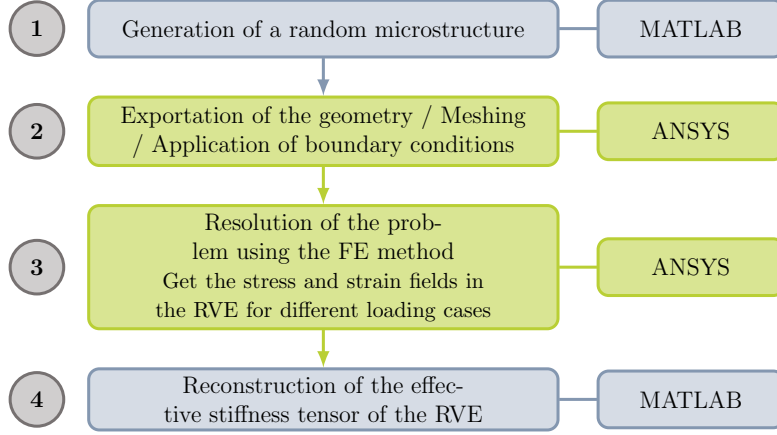 1
Generation of a random microstructure
MATLAB
2
Exportation of the geometry / Meshing
/ Application of boundary conditions
ANSYS
3
Resolution of the prob-
lem using the FE method
Get the stress and strain fields in
the RVE for different loading cases
ANSYS
4
Reconstruction of the effec-
tive stiffness tensor of the RVE
MATLAB